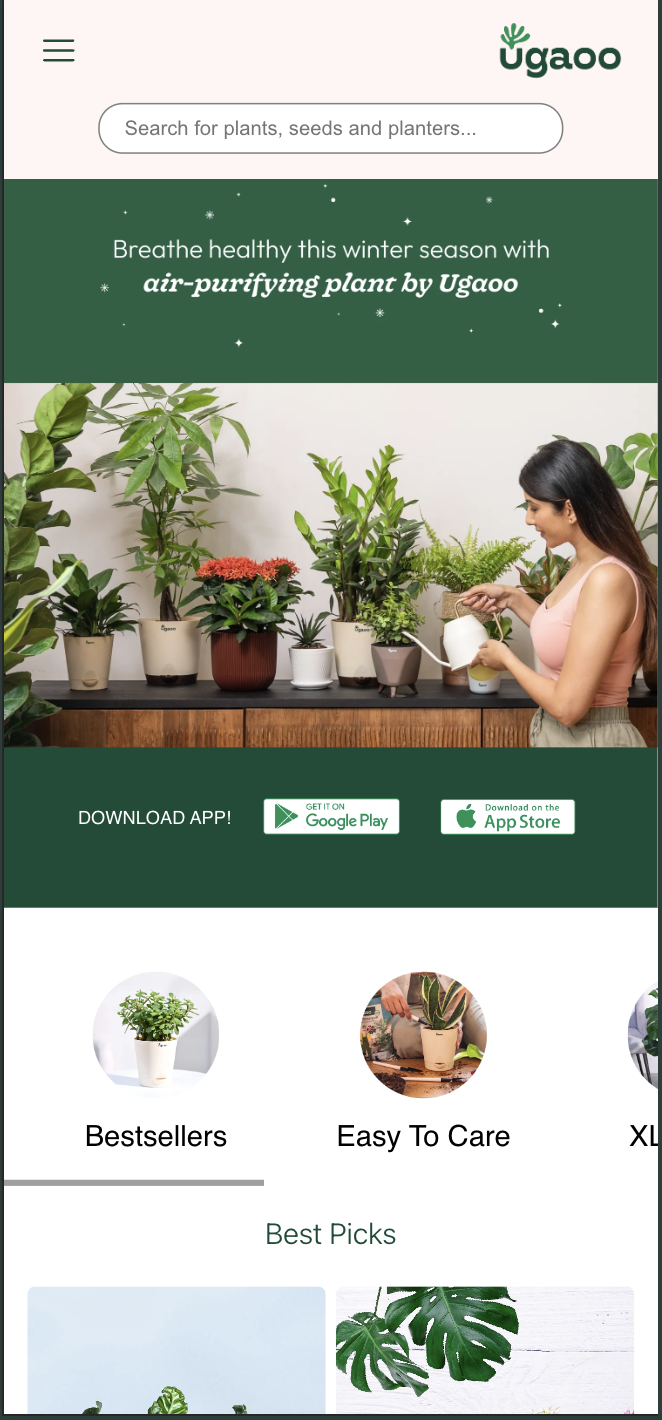 ugaoo
Search for plants, seeds and planters...
Breathe healthy this winter season with
air-purifying plant by Ugaoo
DOWNLOAD APP!
GET IT ON
Google Play
Download on the
App Store
Bestsellers
Easy To Care
XL
Best Picks